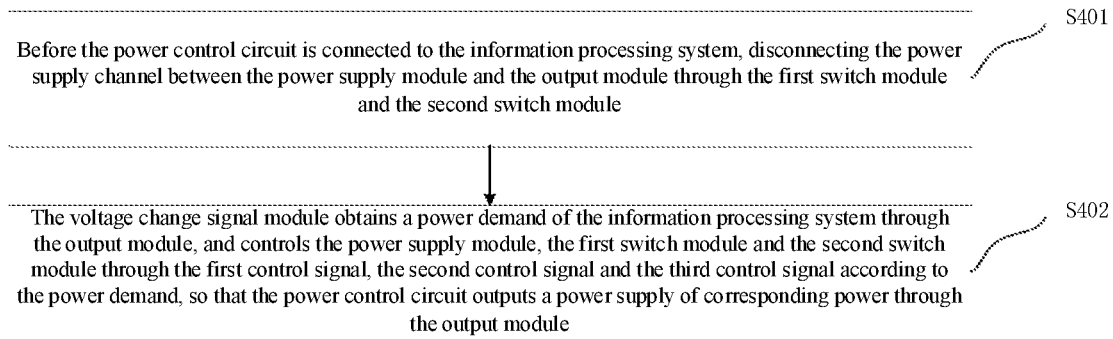 S401
Before the power control circuit is connected to the information processing system, disconnecting the power
supply channel between the power supply module and the output module through the first switch module
and the second switch module
S402
The voltage change signal module obtains a power demand of the information processing system through
the output module, and controls the power supply module, the first switch module and the second switch
module through the first control signal, the second control signal and the third control signal according to
the power demand, so that the power control circuit outputs a power supply of corresponding power through
the output module